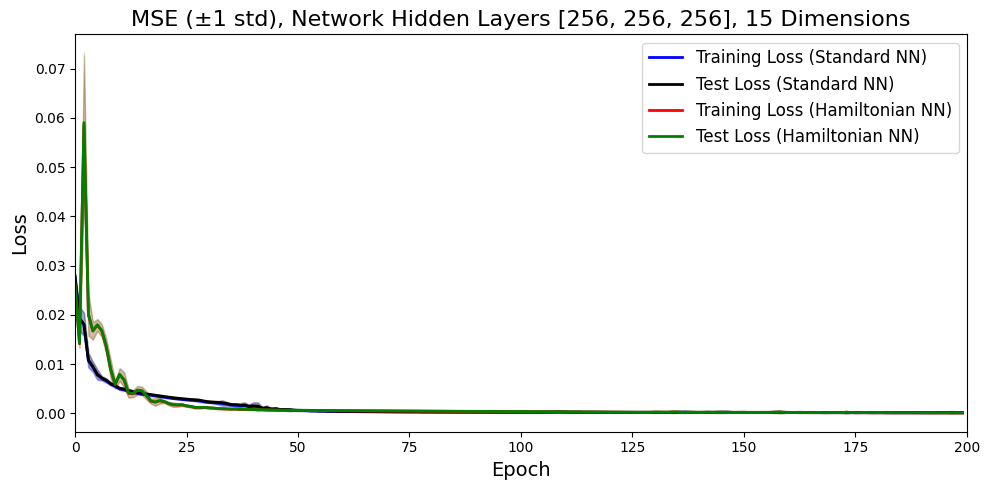 MSE (±1 std), Network Hidden Layers [256, 256, 256], 15 Dimensions
Training Loss (Standard NN)
Test Loss (Standard NN)
Training Loss (Hamiltonian NN)
Test Loss (Hamiltonian NN)
Loss
0.07
0.06
0.05
0.04
0.03
0.02
0.01
0.00
0 25 50 75 100 125 150 175 200
Epoch